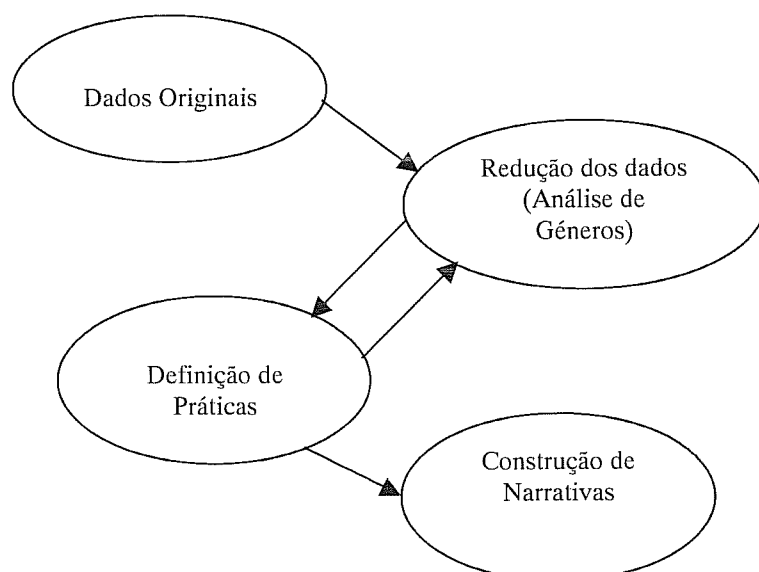 Dados Originais
Redução dos dados
(Análise de
Géneros)
Definição de
Práticas
Construção de
Narrativas